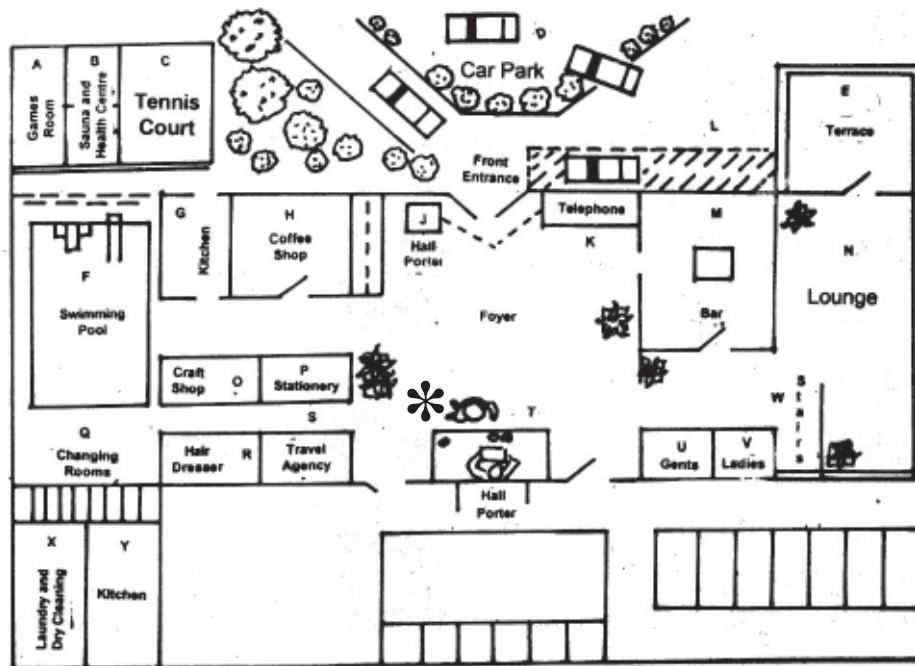 A
Games
Room
B
Sauna and
Health Centre
C
Tennis
Court
D
Car Park
E
Terrace
L
Front
Entrance
G
Kitchen
H
Coffee
Shop
J
Hall
Porter
Telephone
K
M
Bar
N
Lounge
F
Swimming
Pool
Foyer
Craft
Shop
O
P
Stationery
*
T
W
Stairs
Q
Changing
Rooms
S
Hair
Dresser
R
Travel
Agency
U
Gents
V
Ladies
Hall
Porter
X
Laundry and
Dry Cleaning
Y
Kitchen